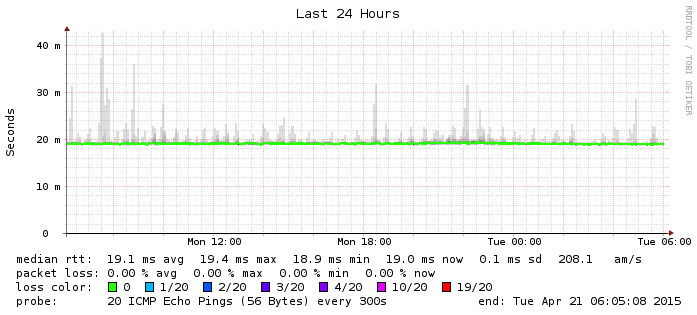 Last 24 Hours
RRDTOOL / TOBI OETIKER
Seconds
40 m
30 m
20 m
10 m
0
Mon 12:00 Mon 18:00 Tue 00:00 Tue 06:00
median rtt: 19.1 ms avg 19.4 ms max 18.9 ms min 19.0 ms now 0.1 ms sd 208.1 am/s
packet loss: 0.00 % avg 0.00 % max 0.00 % min 0.00 % now
loss color: 0 1/20 2/20 3/20 4/20 10/20 19/20
probe: 20 ICMP Echo Pings (56 Bytes) every 300s end: Tue Apr 21 06:05:08 2015